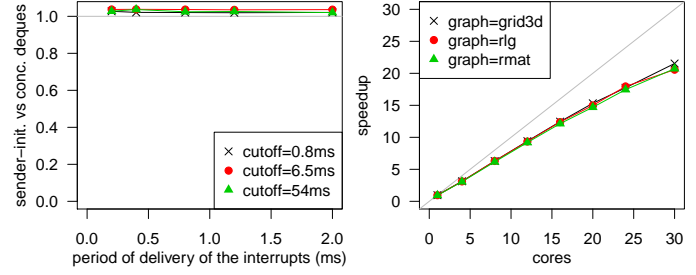 sender−init. vs conc. deques
1.0
0.8
0.6
0.4
0.2
0.0
cutoff=0.8ms
cutoff=6.5ms
cutoff=54ms
0.0 0.5 1.0 1.5 2.0
period of delivery of the interrupts (ms)
speedup
30
25
20
15
10
5
0
graph=grid3d
graph=rlg
graph=rmat
0 5 10 15 20 25 30
cores